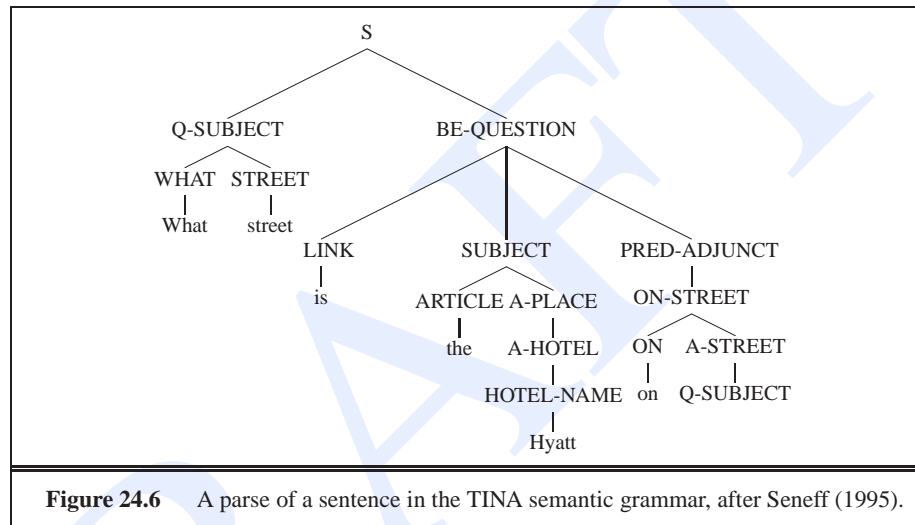 S
Q-SUBJECT BE-QUESTION
WHAT STREET
What street
LINK SUBJECT PRED-ADJUNCT
is ARTICLE A-PLACE ON-STREET
the A-HOTEL ON A-STREET
HOTEL-NAME on Q-SUBJECT
Hyatt
Figure 24.6 A parse of a sentence in the TINA semantic grammar, after Seneff (1995).